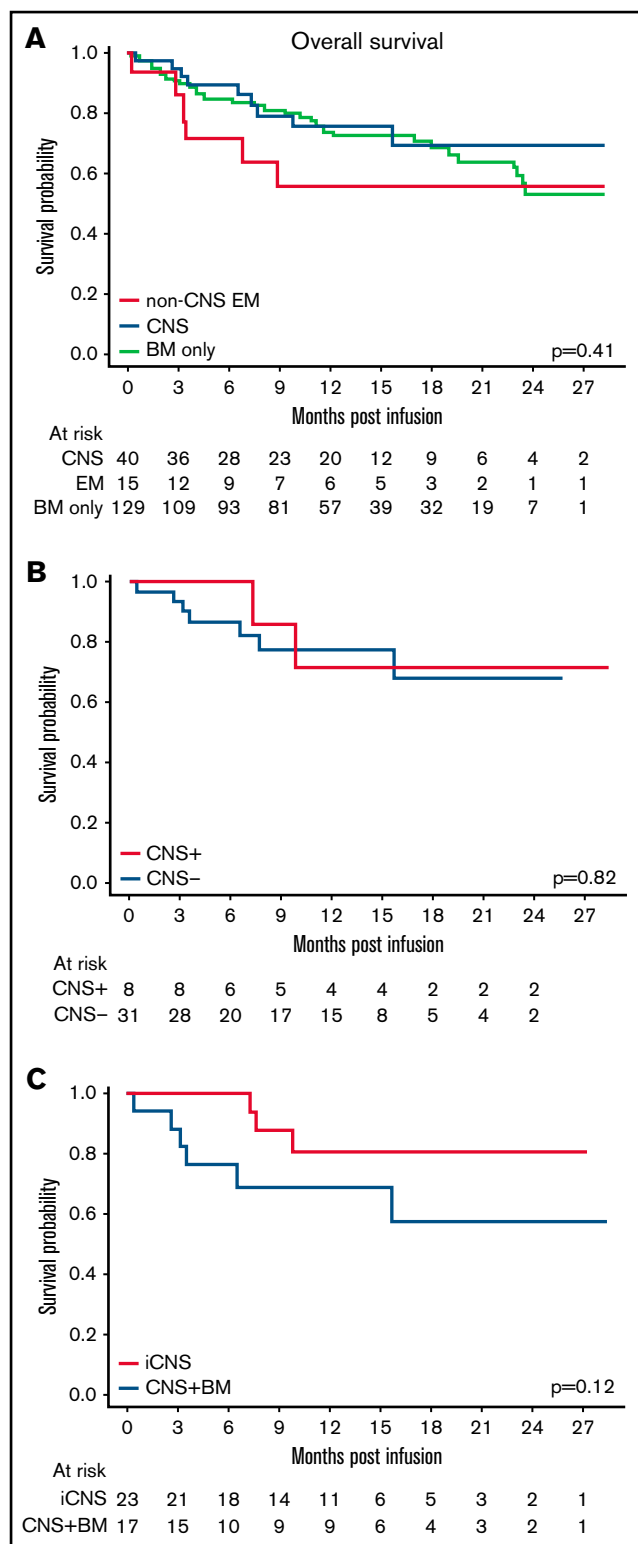 A
Overall survival
1.0
0.8
0.6
0.4
0.2
0.0
Survival probability
non-CNS EM
CNS
BM only
p=0.41
0 3 6 9 12 15 18 21 24 27
Months post infusion
At risk
CNS 40 36 28 23 20 12 9 6 4 2
EM 15 12 9 7 6 5 3 2 1 1
BM only 129 109 93 81 57 39 32 19 7 1
B
1.0
0.8
0.6
0.4
0.2
0.0
Survival probability
CNS+
CNS−
p=0.82
0 3 6 9 12 15 18 21 24 27
Months post infusion
At risk
CNS+ 8 8 6 5 4 4 2 2 2
CNS− 31 28 20 17 15 8 5 4 2
C
1.0
0.8
0.6
0.4
0.2
0.0
Survival probability
iCNS
CNS+BM
p=0.12
0 3 6 9 12 15 18 21 24 27
Months post infusion
At risk
iCNS 23 21 18 14 11 6 5 3 2 1
CNS+BM 17 15 10 9 9 6 4 3 2 1